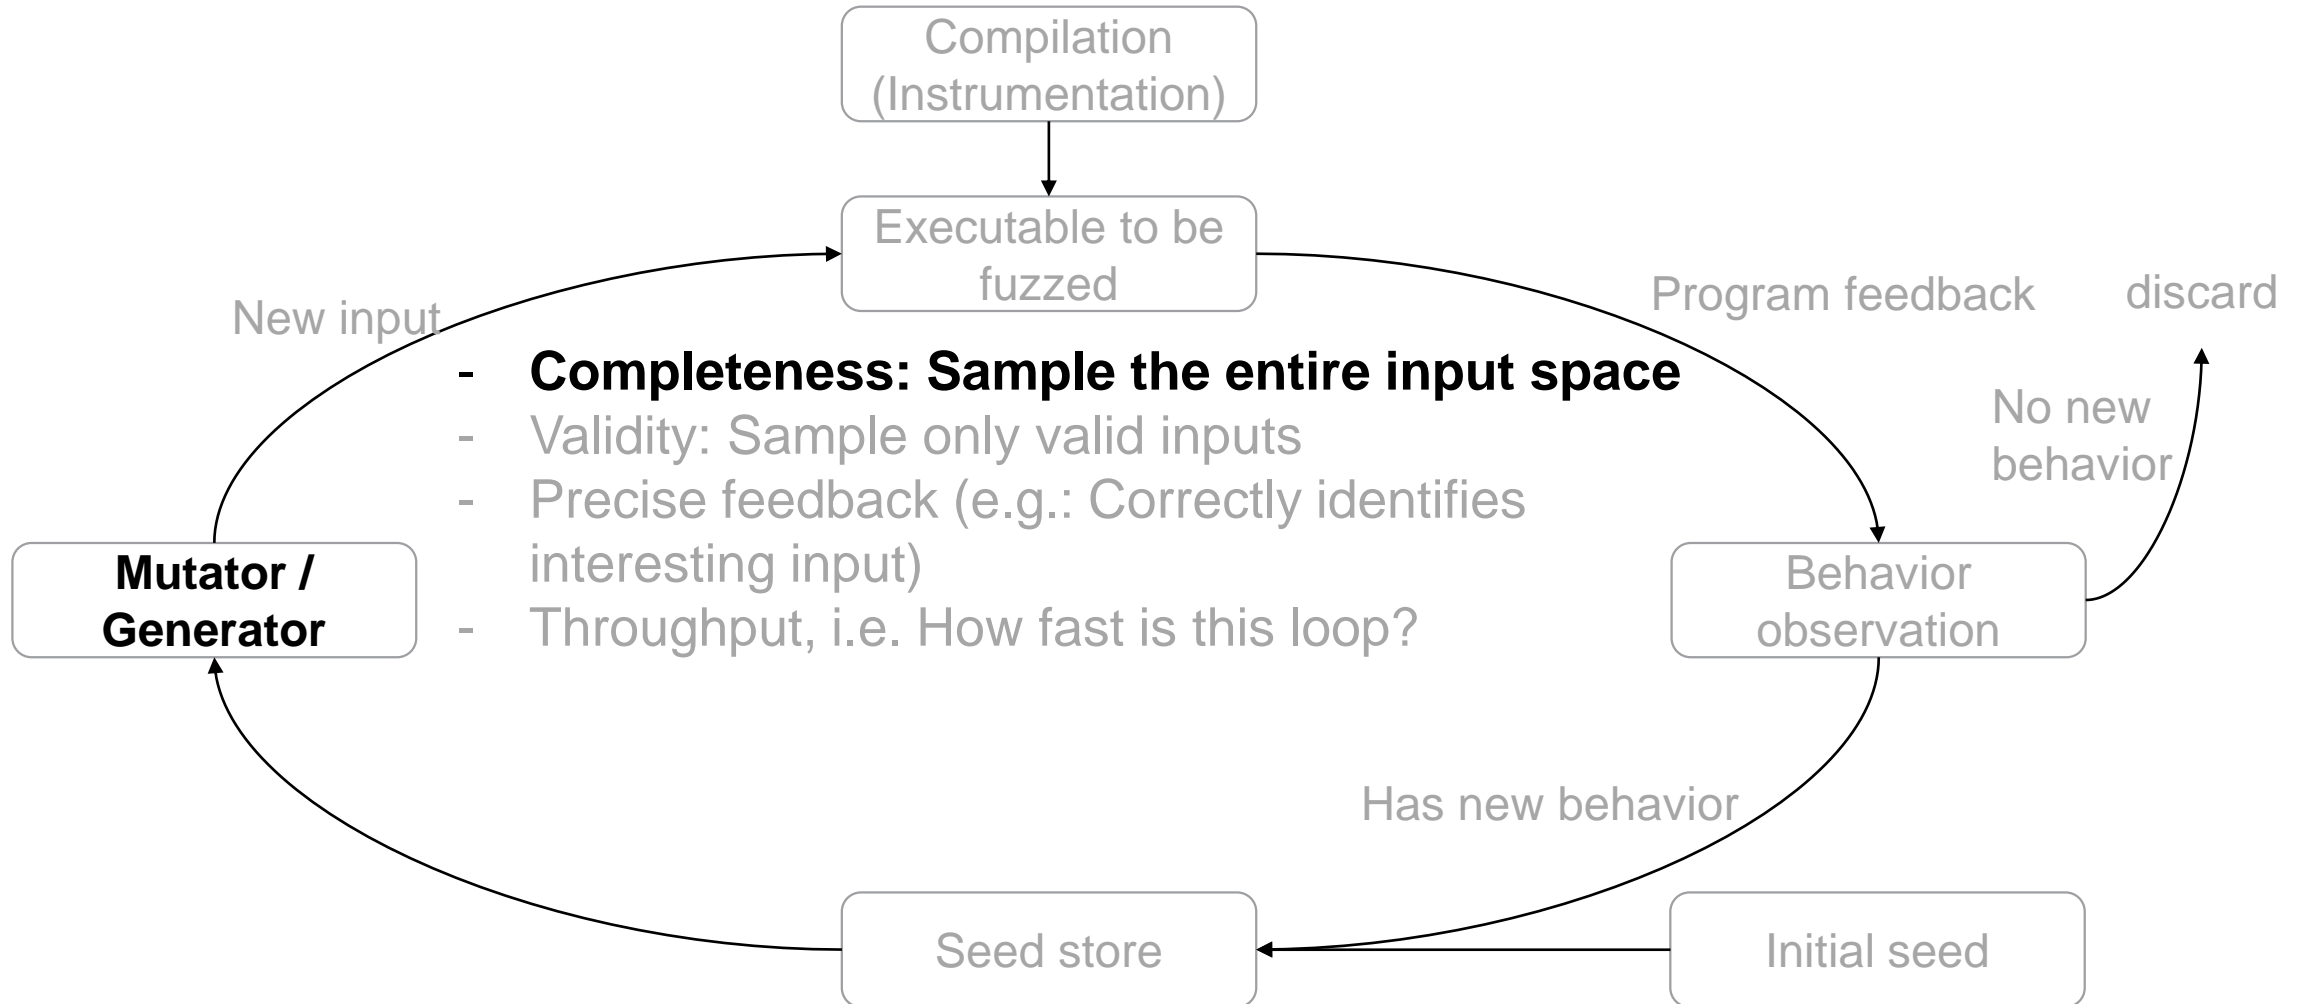 Compilation
(Instrumentation)
Executable to be
fuzzed
New input
Program feedback
discard
- Completeness: Sample the entire input space
- Validity: Sample only valid inputs
- Precise feedback (e.g.: Correctly identifies
interesting input)
- Throughput, i.e. How fast is this loop?
No new
behavior
Mutator /
Generator
Behavior
observation
Has new behavior
Seed store
Initial seed